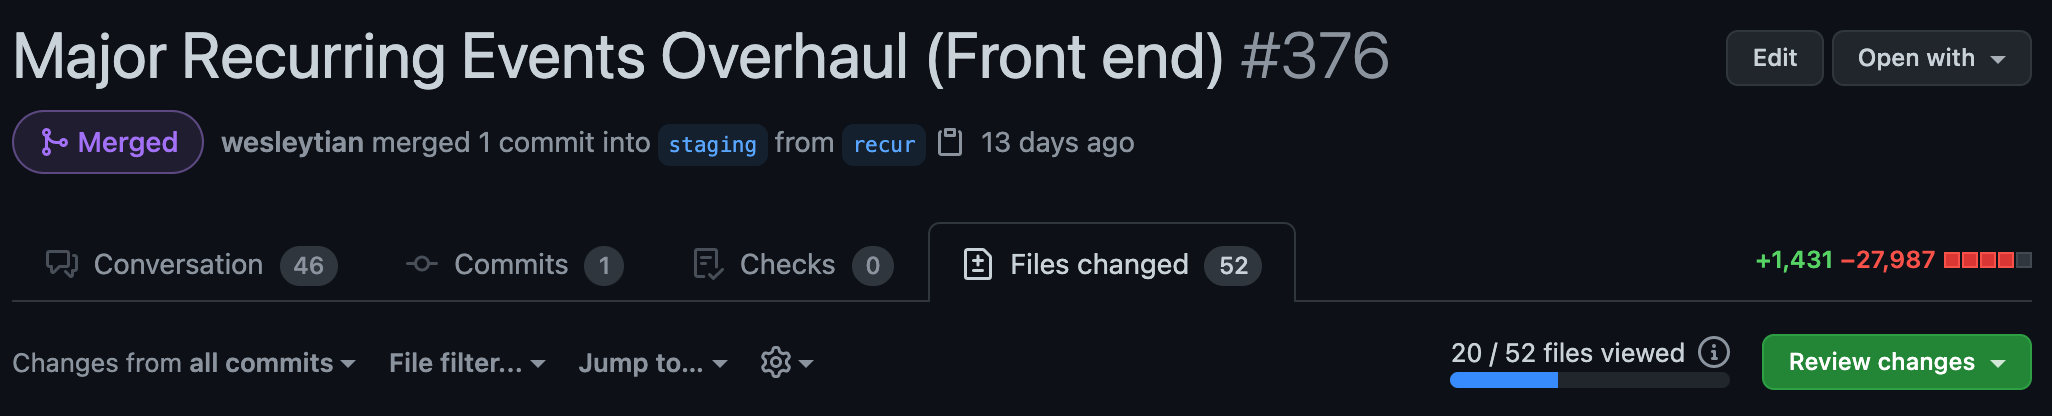 Major Recurring Events Overhaul (Front end) #376
Edit
Open with
Merged
wesleytian merged 1 commit into staging from recur 13 days ago
Conversation 46
Commits 1
Checks 0
Files changed 52
+1,431 −27,987
Changes from all commits
File filter...
Jump to...
20 / 52 files viewed
Review changes